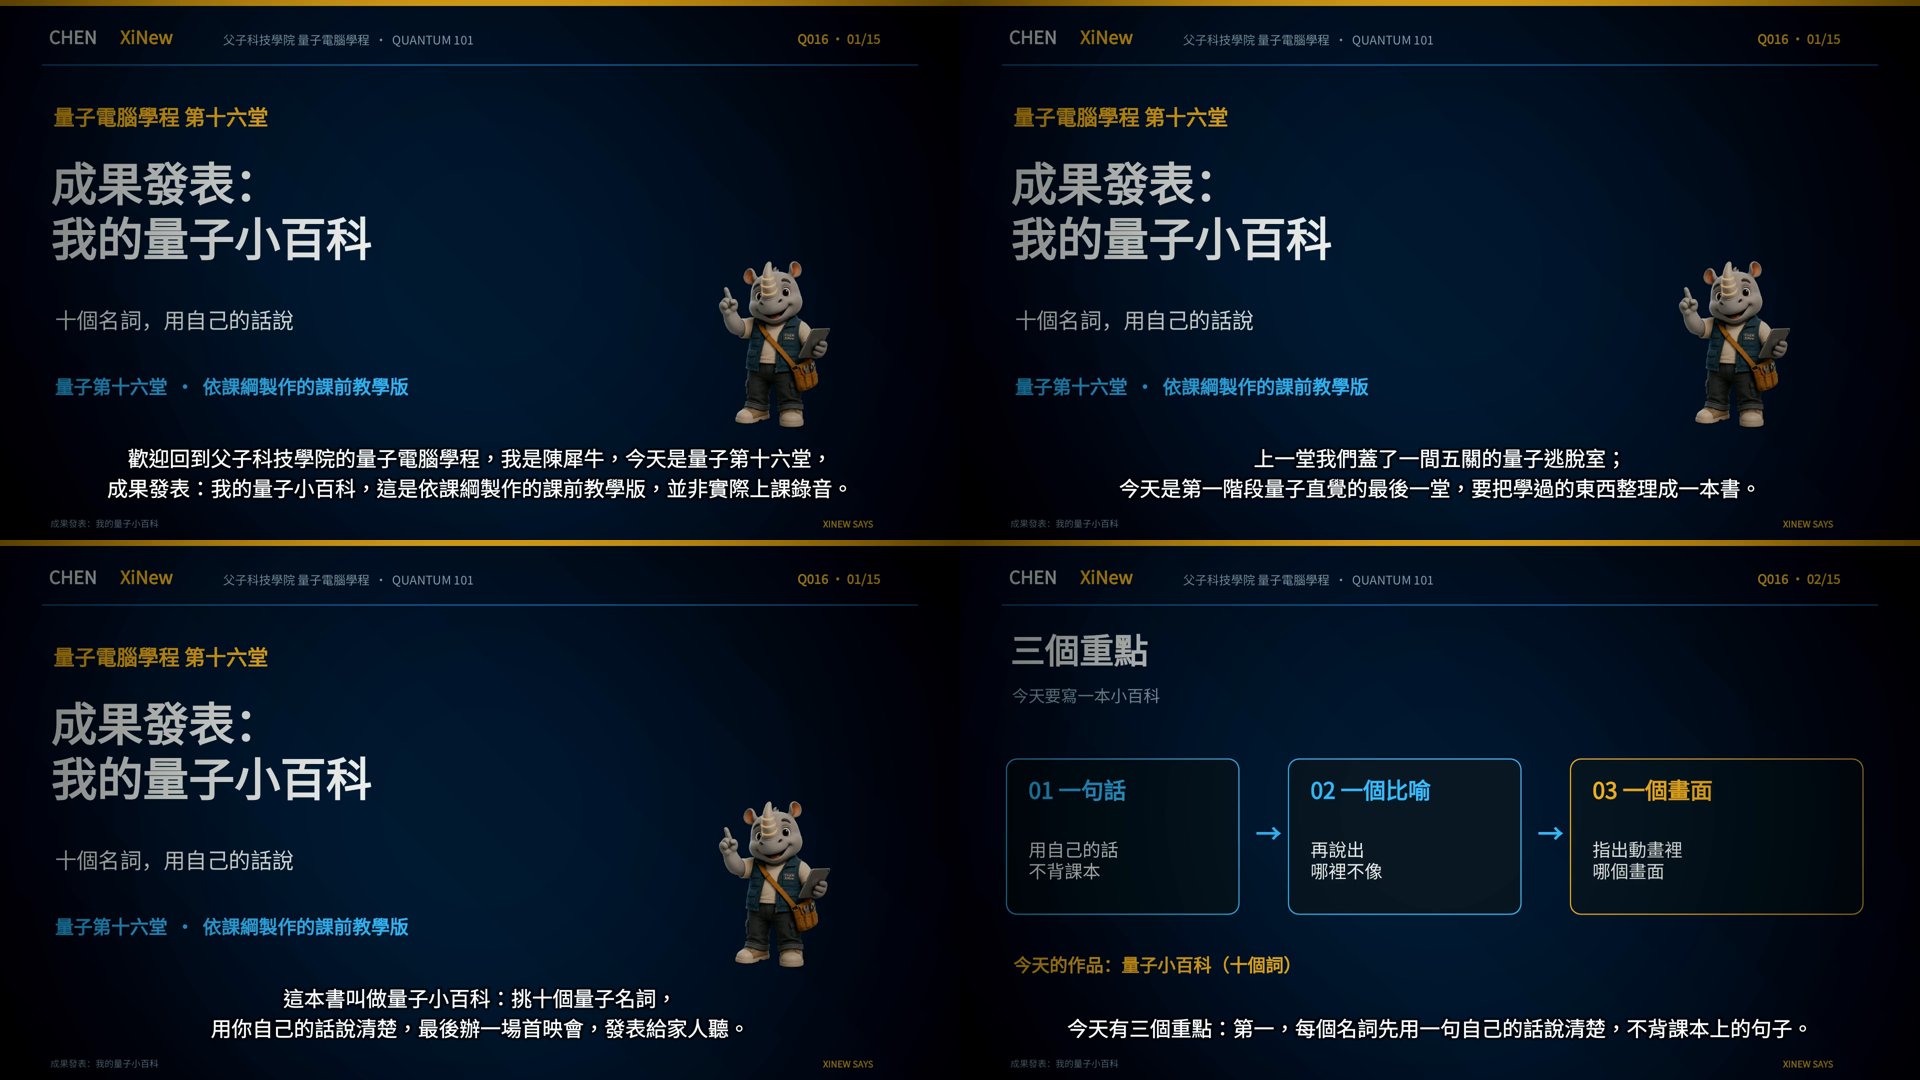 CHEN XiNew 父子科技學院 量子電腦學程 · QUANTUM 101 Q016 · 01/15
量子電腦學程 第十六堂
成果發表：
我的量子小百科
十個名詞，用自己的話說
量子第十六堂 · 依課綱製作的課前教學版
歡迎回到父子科技學院的量子電腦學程，我是陳犀牛，今天是量子第十六堂，
成果發表：我的量子小百科，這是依課綱製作的課前教學版，並非實際上課錄音。
成果發表：我的量子小百科 XINEW SAYS
CHEN XiNew 父子科技學院 量子電腦學程 · QUANTUM 101 Q016 · 01/15
量子電腦學程 第十六堂
成果發表：
我的量子小百科
十個名詞，用自己的話說
量子第十六堂 · 依課綱製作的課前教學版
上一堂我們蓋了一間五關的量子逃脫室；
今天是第一階段量子直覺的最後一堂，要把學過的東西整理成一本書。
成果發表：我的量子小百科 XINEW SAYS
CHEN XiNew 父子科技學院 量子電腦學程 · QUANTUM 101 Q016 · 01/15
量子電腦學程 第十六堂
成果發表：
我的量子小百科
十個名詞，用自己的話說
量子第十六堂 · 依課綱製作的課前教學版
這本書叫做量子小百科：挑十個量子名詞，
用你自己的話說清楚，最後辦一場首映會，發表給家人聽。
成果發表：我的量子小百科 XINEW SAYS
CHEN XiNew 父子科技學院 量子電腦學程 · QUANTUM 101 Q016 · 02/15
三個重點
今天要寫一本小百科
01 一句話
用自己的話
不背課本
→
02 一個比喻
再說出
哪裡不像
→
03 一個畫面
指出動畫裡
哪個畫面
今天的作品：量子小百科（十個詞）
今天有三個重點：第一，每個名詞先用一句自己的話說清楚，不背課本上的句子。
成果發表：我的量子小百科 XINEW SAYS